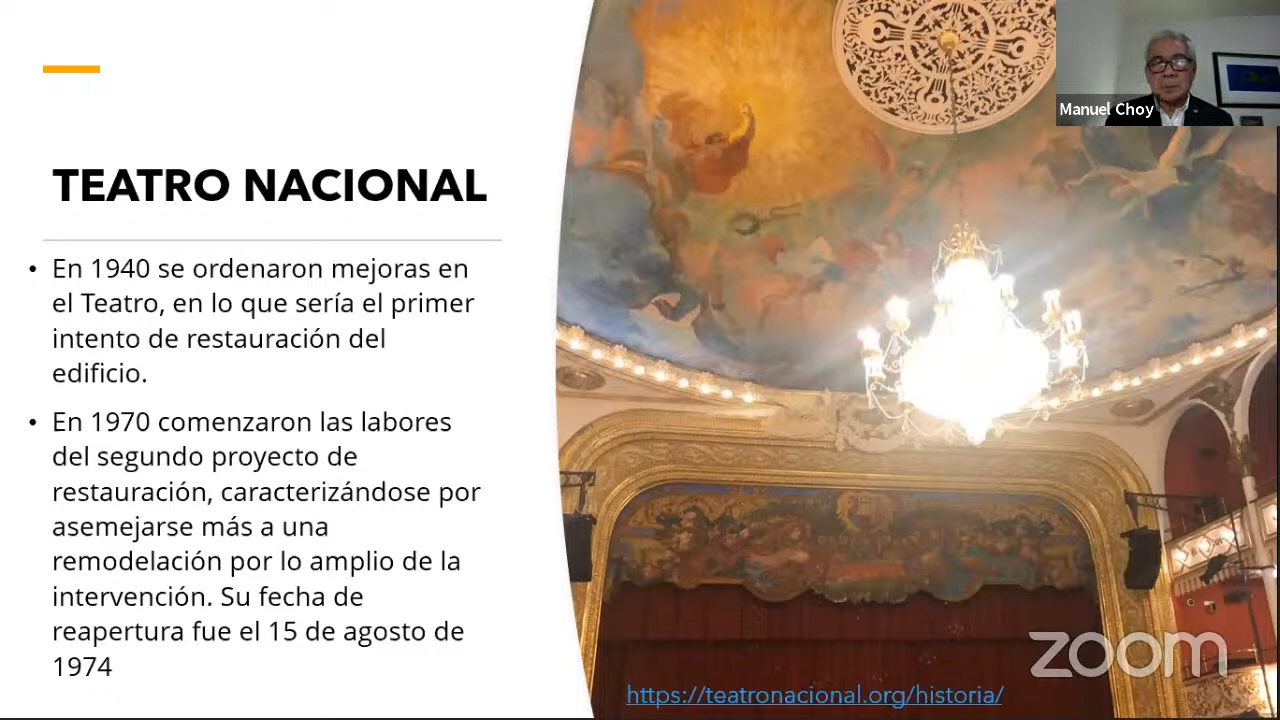 TEATRO NACIONAL
• En 1940 se ordenaron mejoras en
el Teatro, en lo que sería el primer
intento de restauración del
edificio.
• En 1970 comenzaron las labores
del segundo proyecto de
restauración, caracterizándose por
asemejarse más a una
remodelación por lo amplio de la
intervención. Su fecha de
reapertura fue el 15 de agosto de
1974
Manuel Choy
zoom
https://teatronacional.org/historia/